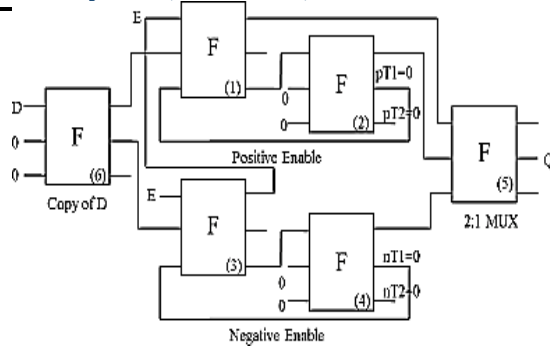 E
F
(1)
0
0
F
(2)
pT1=0
pT2=0
Positive Enable
D
0
0
F
(6)
Copy of D
E
F
(3)
0
0
F
(4)
nT1=0
nT2=0
Negative Enable
F
(5)
2:1 MUX